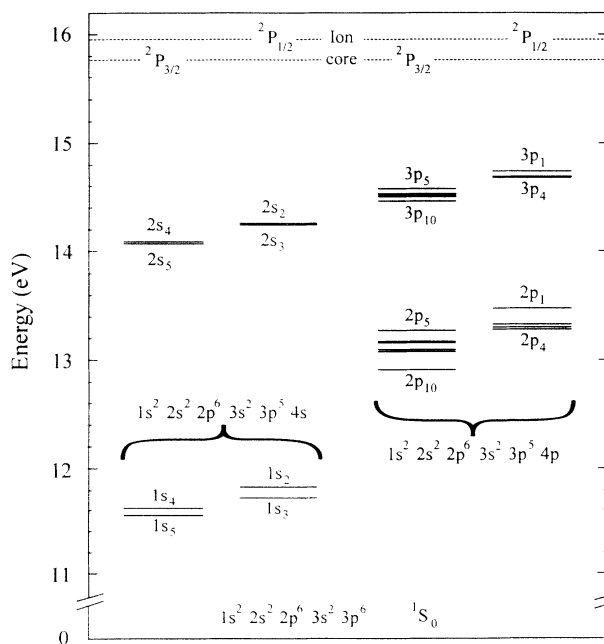 16
²P₁/₂ Ion ²P₁/₂
²P₃/₂ core ²P₃/₂
15
3p₅ 3p₁
3p₁₀ 3p₄
2s₄ 2s₂
14
2s₅ 2s₃
Energy (eV)
2p₅ 2p₁
13
2p₁₀ 2p₄
1s² 2s² 2p⁶ 3s² 3p⁵ 4s
1s² 2s² 2p⁶ 3s² 3p⁵ 4p
12
1s₄ 1s₂
1s₅ 1s₃
11
1s² 2s² 2p⁶ 3s² 3p⁶ ¹S₀
0